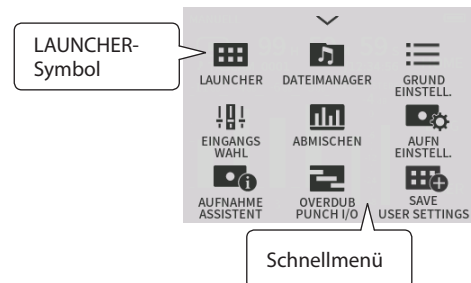 LAUNCHER-
Symbol
LAUNCHER
DATEIMANAGER
GRUND
EINSTELL.
EINGANGS
WAHL
ABMISCHEN
AUFN
EINSTELL.
AUFNAHME
ASSISTENT
OVERDUB
PUNCH I/O
SAVE
USER SETTINGS
Schnellmenü